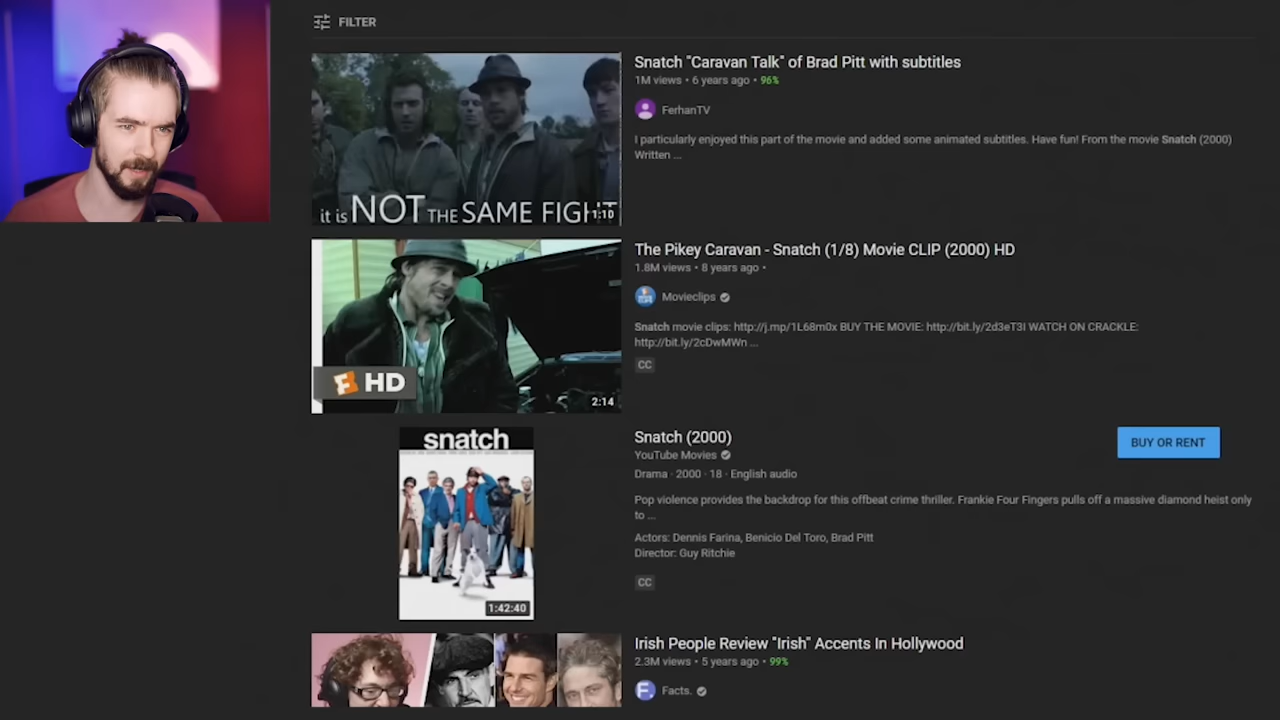 FILTER
it is NOT THE SAME FIGHT
1:10
Snatch "Caravan Talk" of Brad Pitt with subtitles
1M views • 6 years ago • 96%
FerhanTV
I particularly enjoyed this part of the movie and added some animated subtitles. Have fun! From the movie Snatch (2000)
Written ...
HD
2:14
The Pikey Caravan - Snatch (1/8) Movie CLIP (2000) HD
1.8M views • 8 years ago •
Movieclips
Snatch movie clips: http://j.mp/1L68m0x BUY THE MOVIE: http://bit.ly/2d3eT3I WATCH ON CRACKLE:
http://bit.ly/2cDwMWn ...
CC
snatch
1:42:40
Snatch (2000)
YouTube Movies
Drama · 2000 · 18 · English audio
Pop violence provides the backdrop for this offbeat crime thriller. Frankie Four Fingers pulls off a massive diamond heist only
to ...
Actors: Dennis Farina, Benicio Del Toro, Brad Pitt
Director: Guy Ritchie
CC
BUY OR RENT
Irish People Review "Irish" Accents In Hollywood
2.3M views • 5 years ago • 99%
F.
Facts.